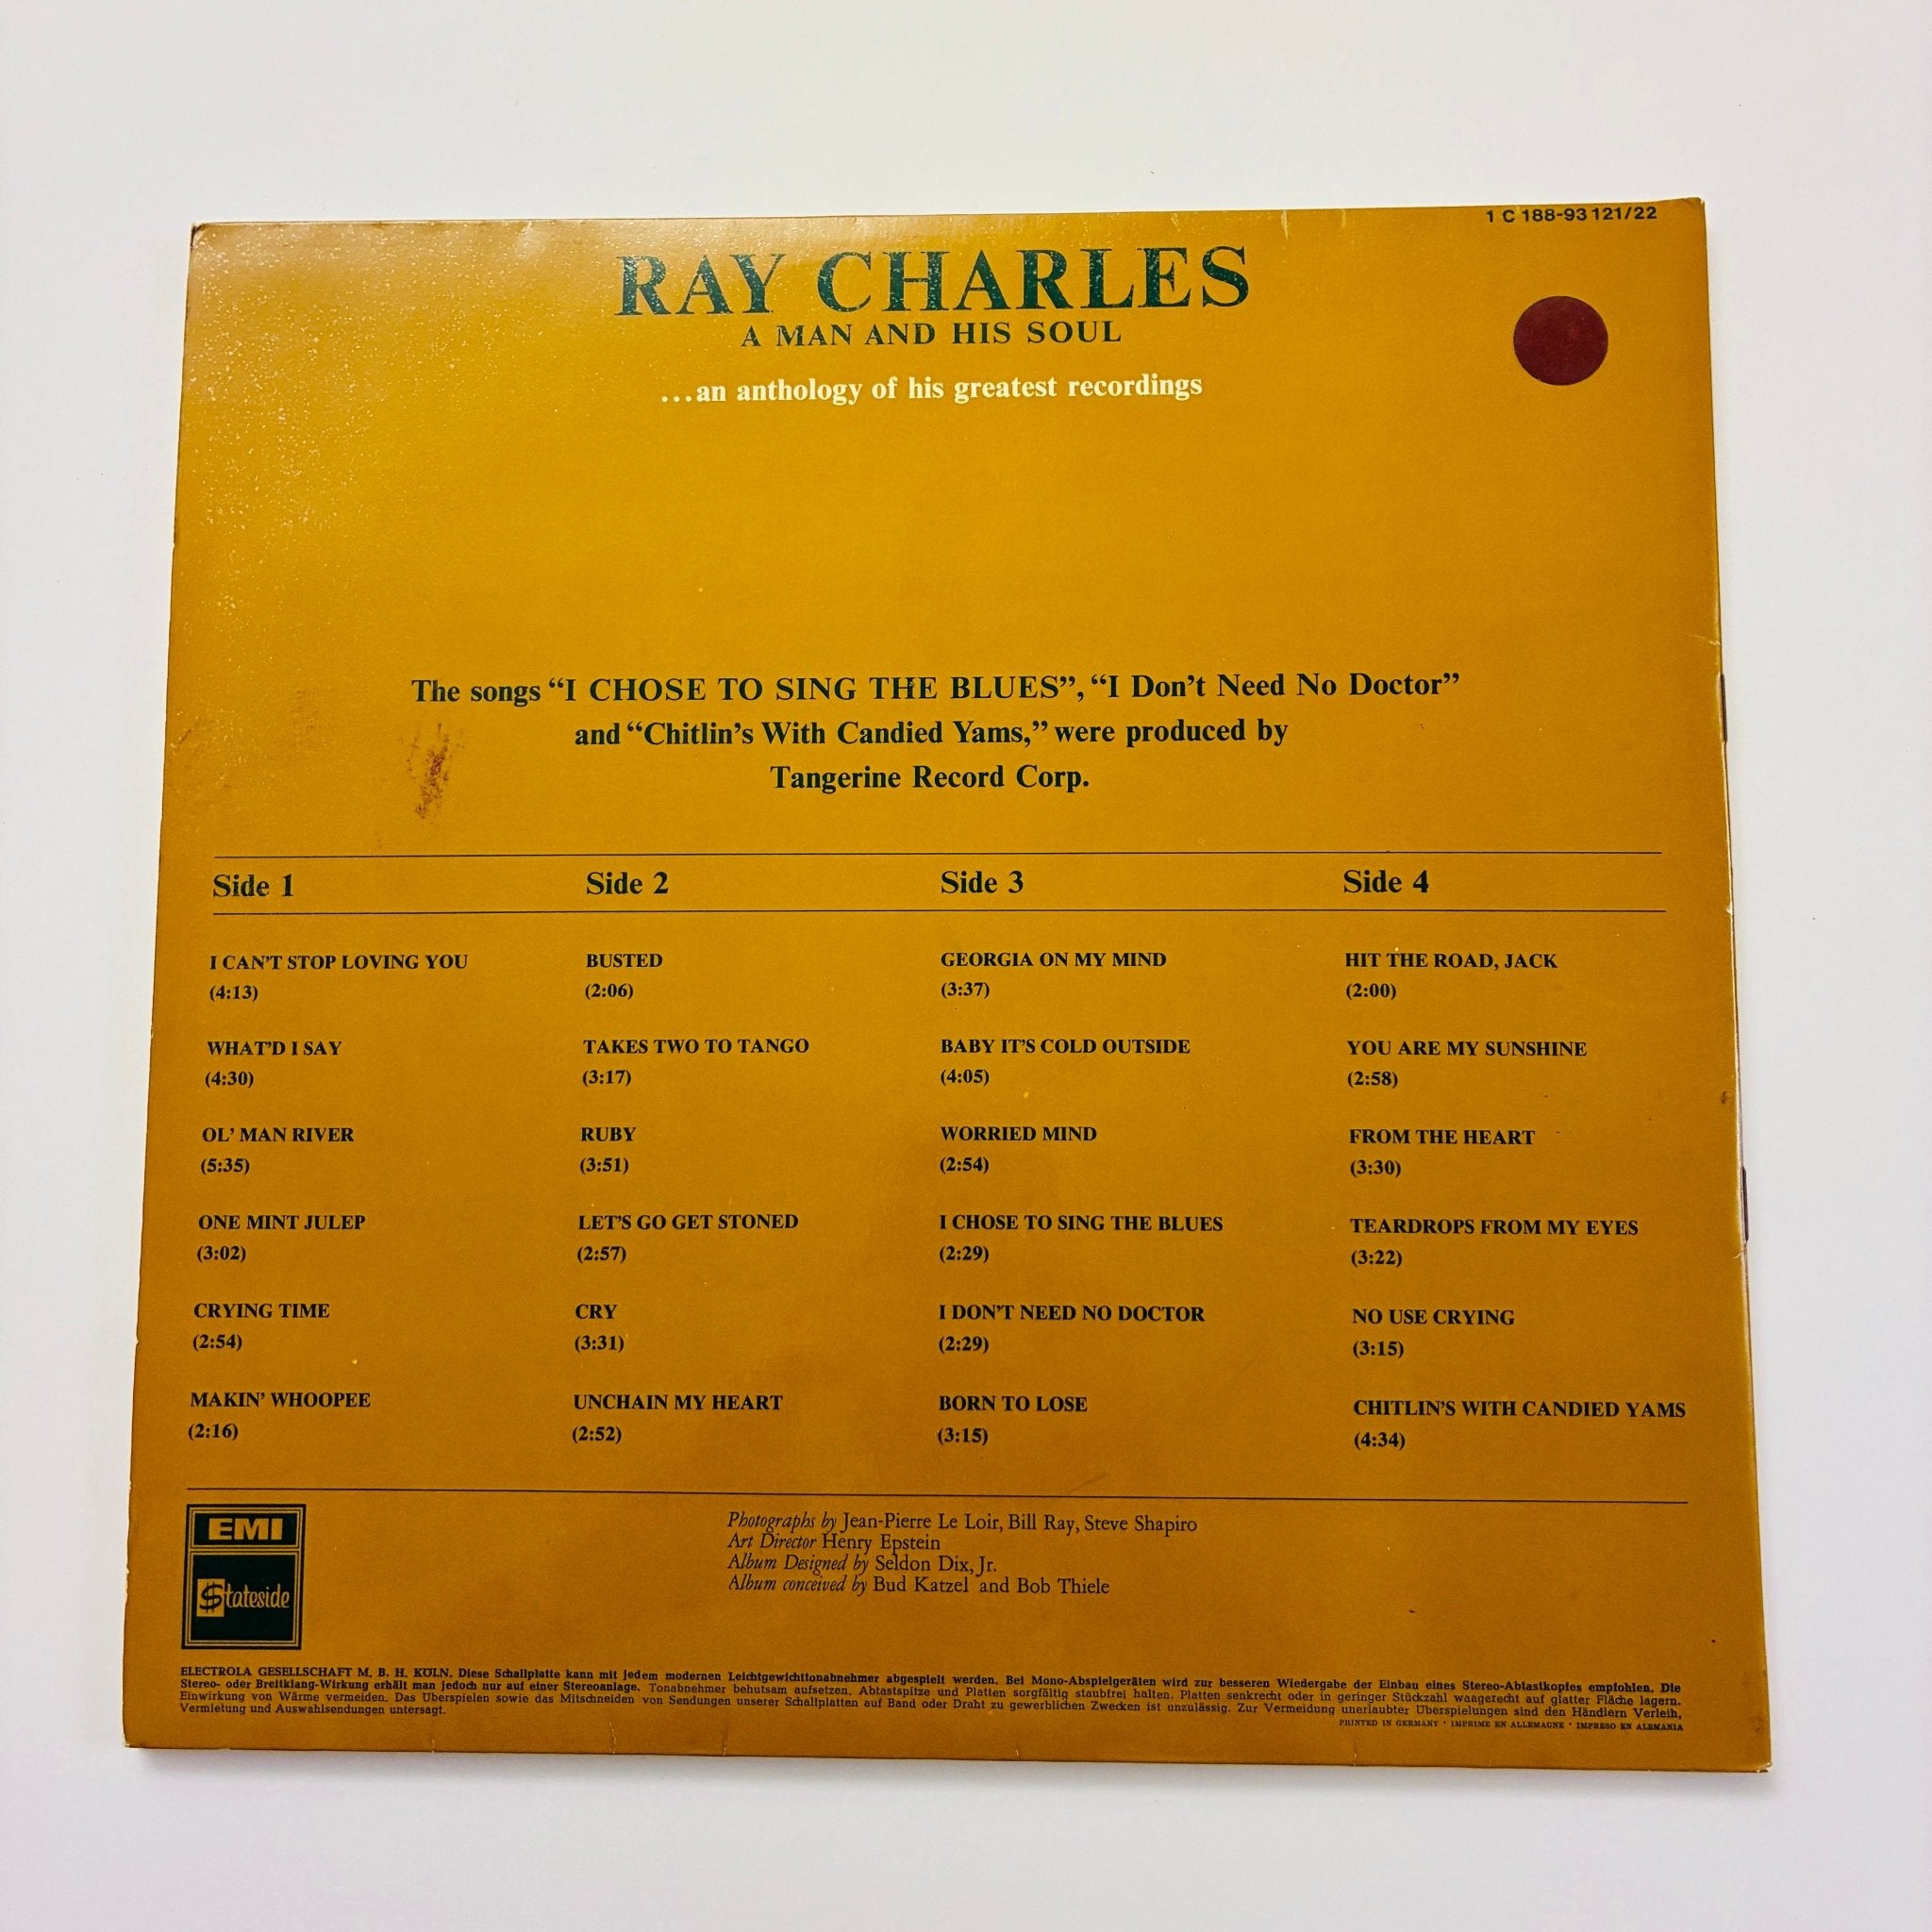 1 C 188-93 121/22
RAY CHARLES
A MAN AND HIS SOUL
...an anthology of his greatest recordings
The songs “I CHOSE TO SING THE BLUES”, “I Don’t Need No Doctor”
and “Chitlin’s With Candied Yams,” were produced by
Tangerine Record Corp.
Side 1
I CAN’T STOP LOVING YOU
(4:13)
WHAT’D I SAY
(4:30)
OL’ MAN RIVER
(5:35)
ONE MINT JULEP
(3:02)
CRYING TIME
(2:54)
MAKIN’ WHOOPEE
(2:16)
Side 2
BUSTED
(2:06)
TAKES TWO TO TANGO
(3:17)
RUBY
(3:51)
LET’S GO GET STONED
(2:57)
CRY
(3:31)
UNCHAIN MY HEART
(2:52)
Side 3
GEORGIA ON MY MIND
(3:37)
BABY IT’S COLD OUTSIDE
(4:05)
WORRIED MIND
(2:54)
I CHOSE TO SING THE BLUES
(2:29)
I DON’T NEED NO DOCTOR
(2:29)
BORN TO LOSE
(3:15)
Side 4
HIT THE ROAD, JACK
(2:00)
YOU ARE MY SUNSHINE
(2:58)
FROM THE HEART
(3:30)
TEARDROPS FROM MY EYES
(3:22)
NO USE CRYING
(3:15)
CHITLIN’S WITH CANDIED YAMS
(4:34)
EMI
Stateside
Photographs by Jean-Pierre Le Loir, Bill Ray, Steve Shapiro
Art Director Henry Epstein
Album Designed by Seldon Dix, Jr.
Album conceived by Bud Katzel and Bob Thiele
ELECTROLA GESELLSCHAFT M. B. H. KÖLN. Diese Schallplatte kann mit jedem modernen Leichtgewichttonabnehmer abgespielt werden. Bei Mono-Abspielgeräten wird zur besseren Wiedergabe der Einbau eines Stereo-Abtastkopfes empfohlen. Die
Stereo- oder Breitklang-Wirkung erhält man jedoch nur auf einer Stereoanlage. Tonabnehmer behutsam aufsetzen. Abtastspitze und Platten sorgfältig staubfrei halten. Platten senkrecht oder in geringer Stückzahl waagerecht auf glatter Fläche lagern.
Einwirkung von Wärme vermeiden. Das Überspielen sowie das Mitschneiden von Sendungen unserer Schallplatten auf Band oder Draht zu gewerblichen Zwecken ist unzulässig. Zur Vermeidung unerlaubter Überspielungen sind den Händlern Verleih,
Vermietung und Auswahlsendungen untersagt.
PRINTED IN GERMANY · IMPRIME EN ALLEMAGNE · IMPRESO EN ALEMANIA